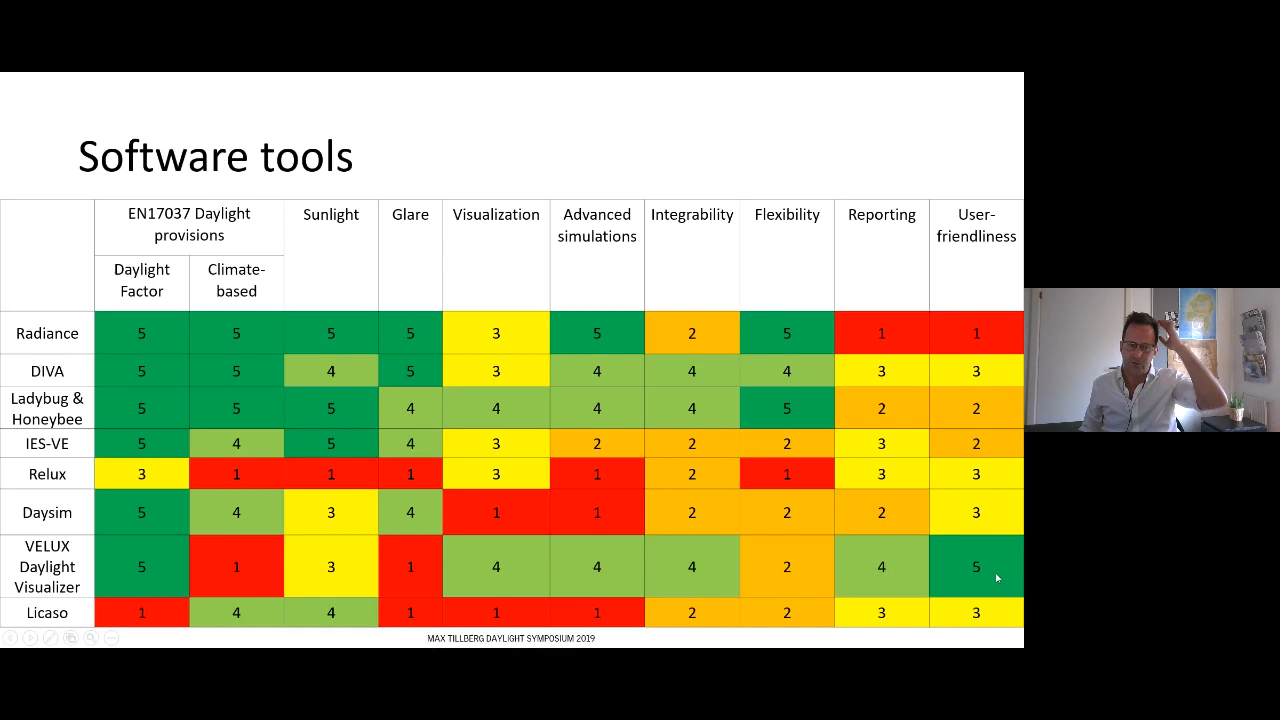 Software tools
EN17037 Daylight
provisions
Sunlight
Glare
Visualization
Advanced
simulations
Integrability
Flexibility
Reporting
User-
friendliness
Daylight
Factor
Climate-
based
Radiance 5 5 5 5 3 5 2 5 1 1
DIVA 5 5 4 5 3 4 4 4 3 3
Ladybug &
Honeybee 5 5 5 4 4 4 4 5 2 2
IES-VE 5 4 5 4 3 2 2 2 3 2
Relux 3 1 1 1 3 1 2 1 3 3
Daysim 5 4 3 4 1 1 2 2 2 3
VELUX
Daylight 5 1 3 1 4 4 4 2 4 5
Visualizer
Licaso 1 4 4 1 1 1 2 2 3 3
MAX TILLBERG DAYLIGHT SYMPOSIUM 2019